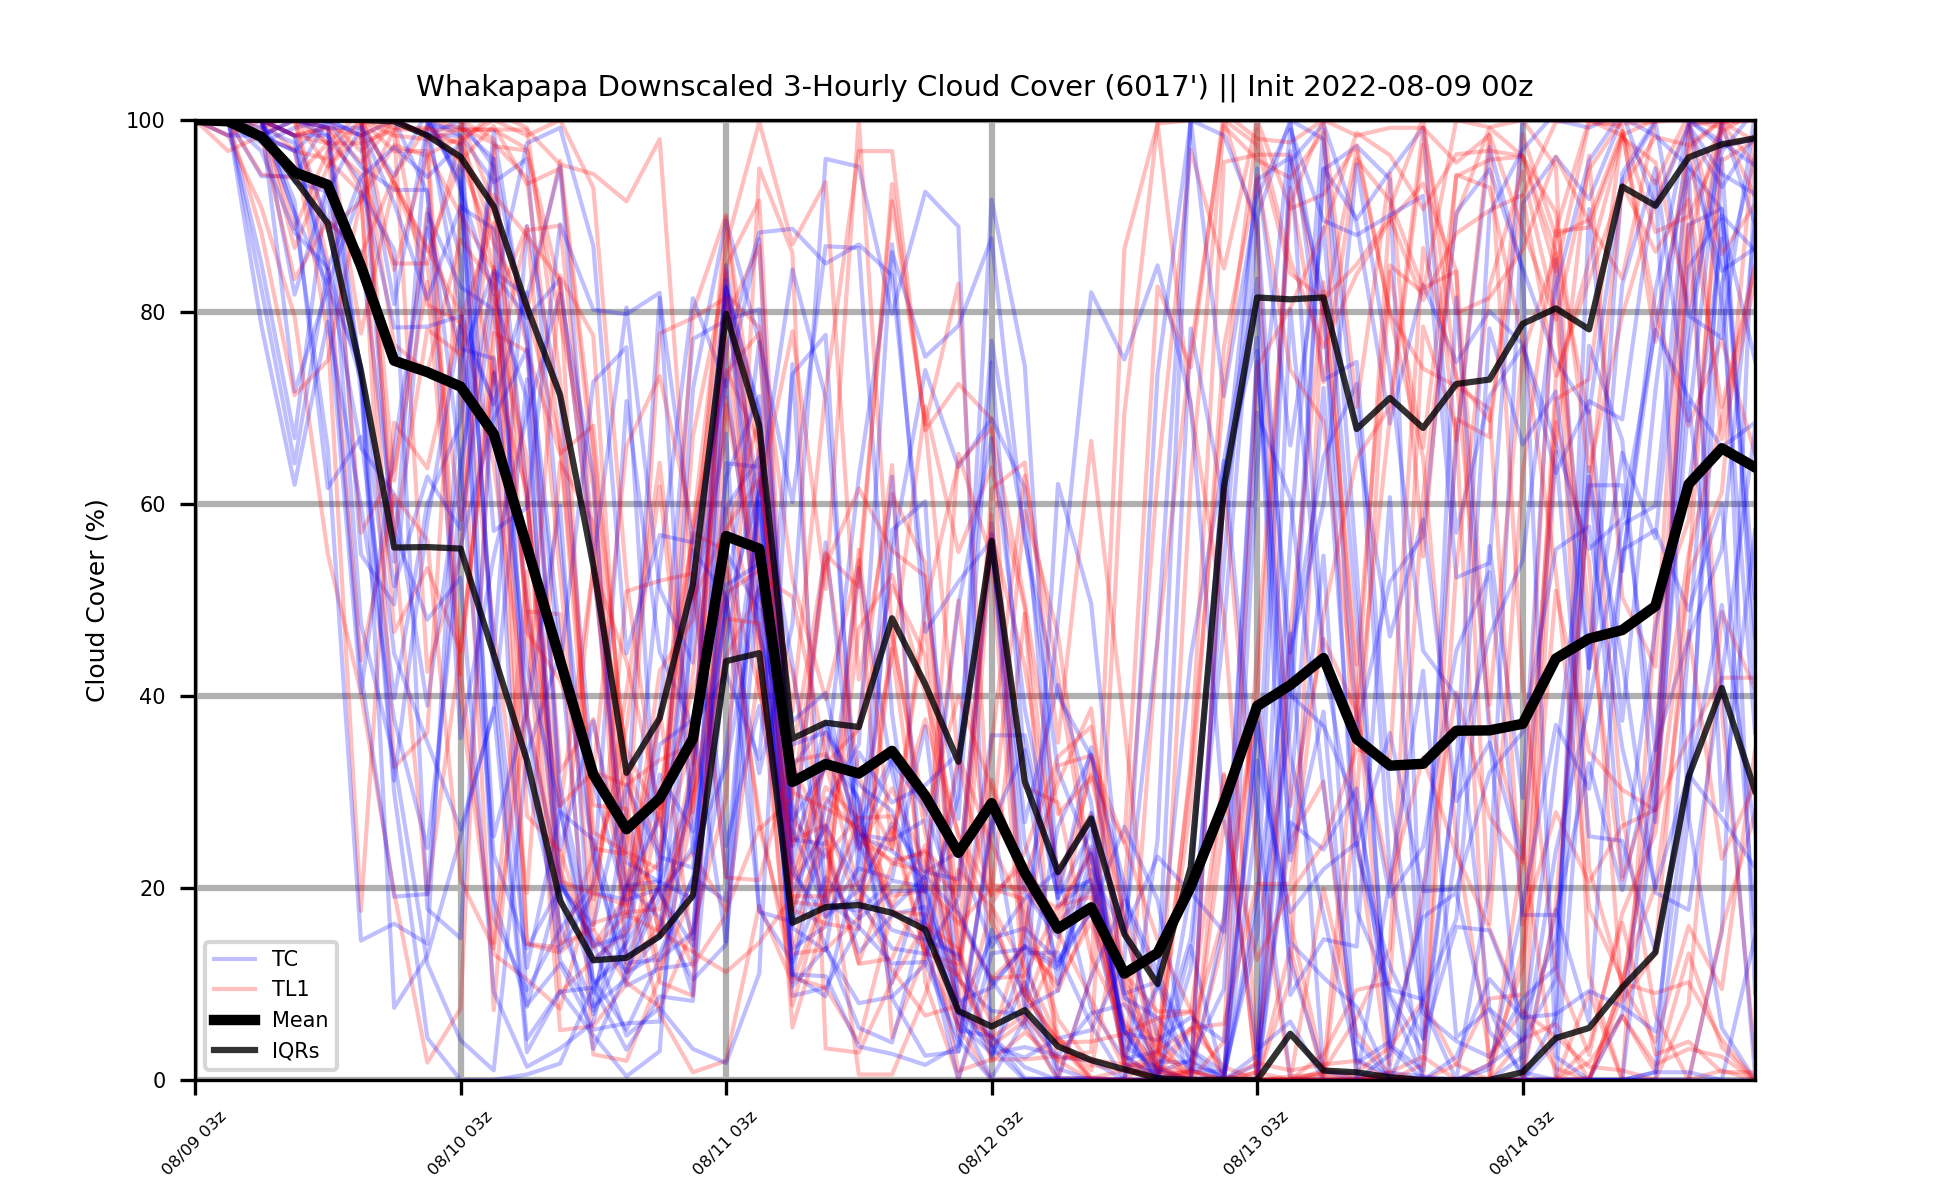 Whakapapa Downscaled 3-Hourly Cloud Cover (6017') || Init 2022-08-09 00z
Cloud Cover (%)
100
80
60
40
20
0
TC
TL1
Mean
IQRs
08/09 03z
08/10 03z
08/11 03z
08/12 03z
08/13 03z
08/14 03z